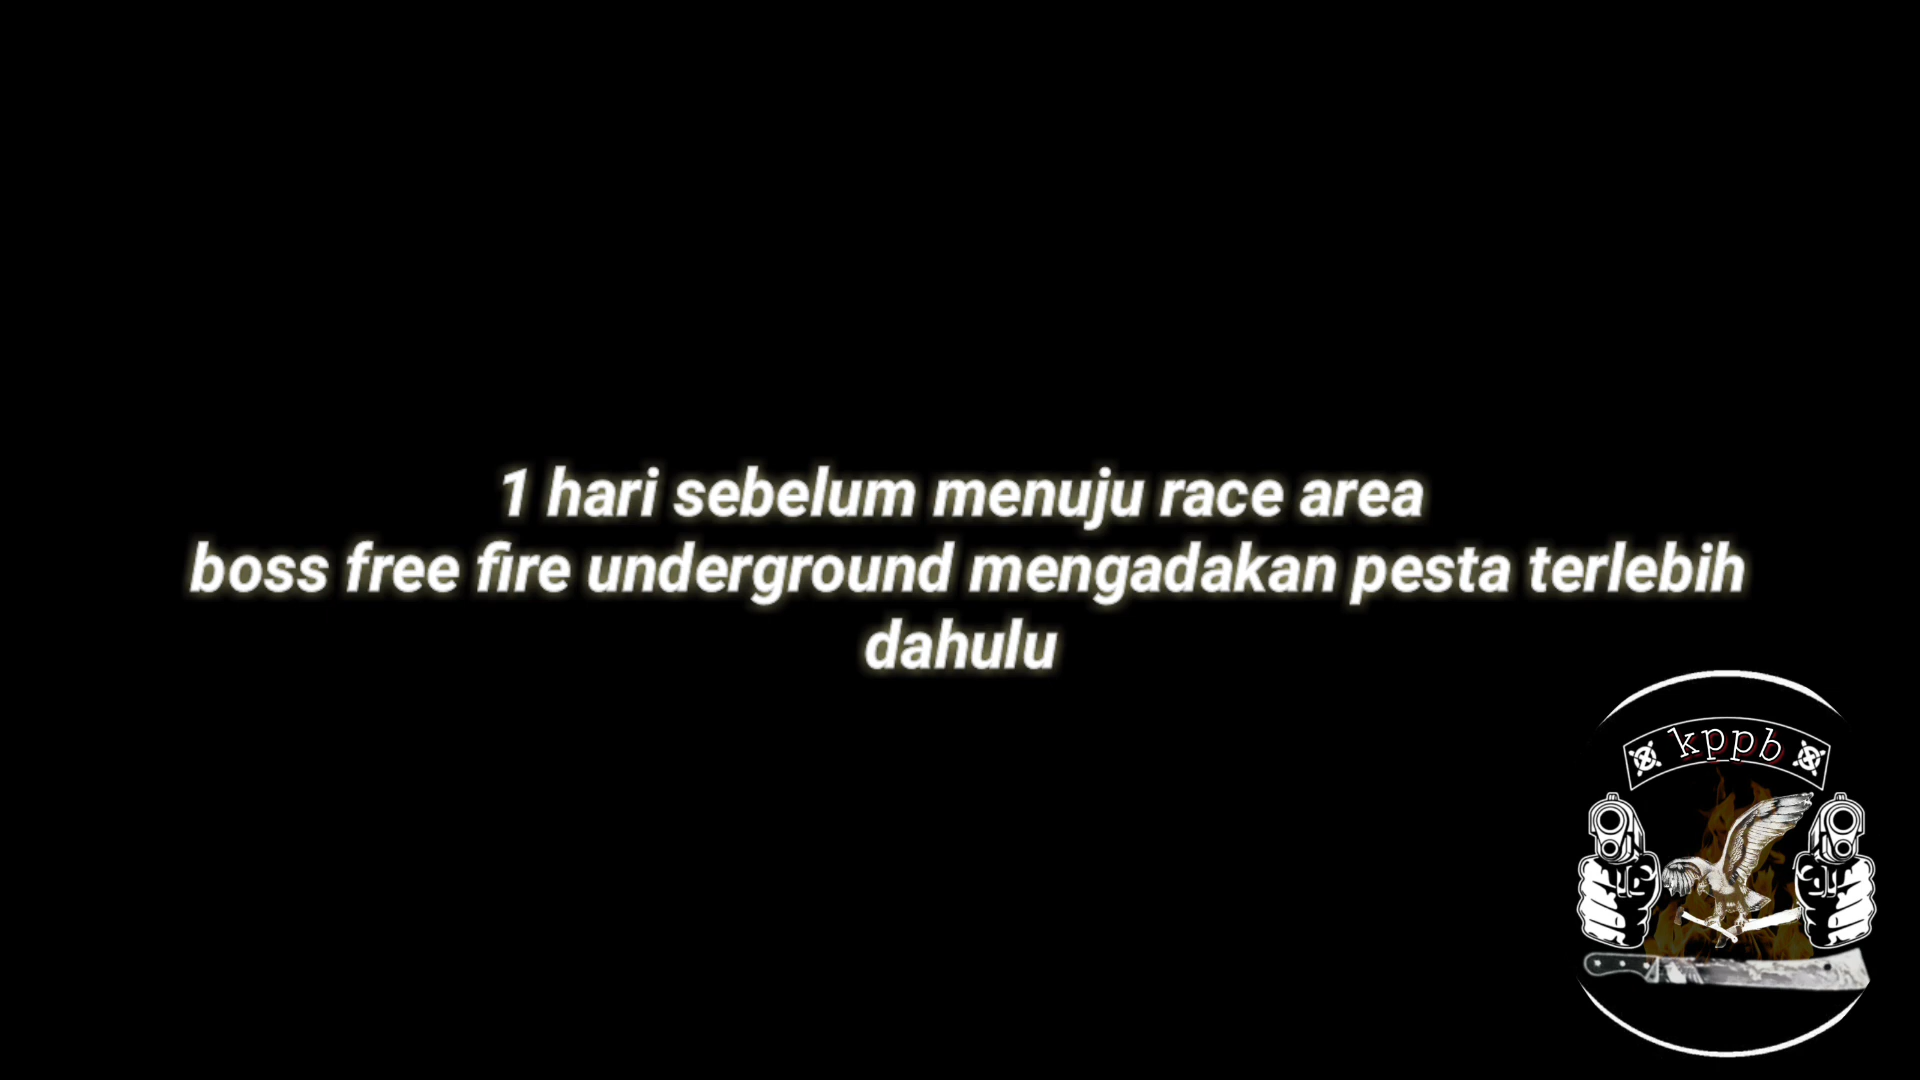 1 hari sebelum menuju race area
boss free fire underground mengadakan pesta terlebih
dahulu
kppb